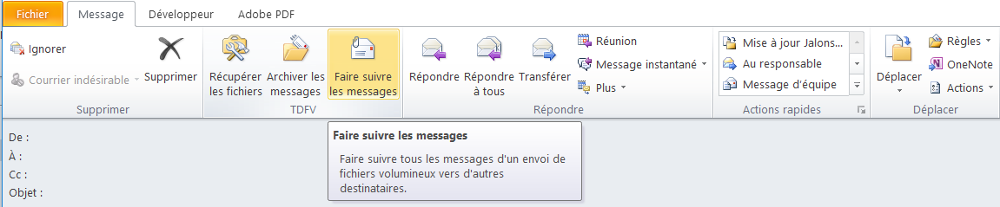 Fichier
Message
Développeur
Adobe PDF
Ignorer
Courrier indésirable
Supprimer
Supprimer
Récupérer
les fichiers
Archiver les
messages
Faire suivre
les messages
TDFV
Répondre
Répondre
à tous
Transférer
Réunion
Message instantané
Plus
Répondre
Mise à jour Jalons...
Au responsable
Message d'équipe
Actions rapides
Déplacer
Règles
OneNote
Actions
Déplacer
De :
À :
Cc :
Objet :
Faire suivre les messages
Faire suivre tous les messages d'un envoi de
fichiers volumineux vers d'autres
destinataires.